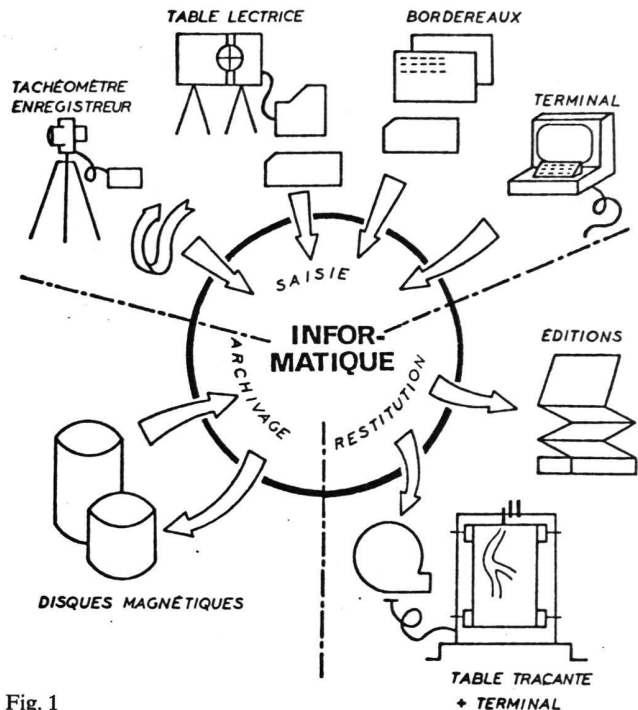 TABLE LECTRICE
BORDEREAUX
TACHÉOMÈTRE
ENREGISTREUR
TERMINAL
SAISIE
INFOR-
MATIQUE
ÉDITIONS
ARCHIVAGE
RESTITUTION
DISQUES MAGNÉTIQUES
TABLE TRACANTE
+ TERMINAL
Fig. 1